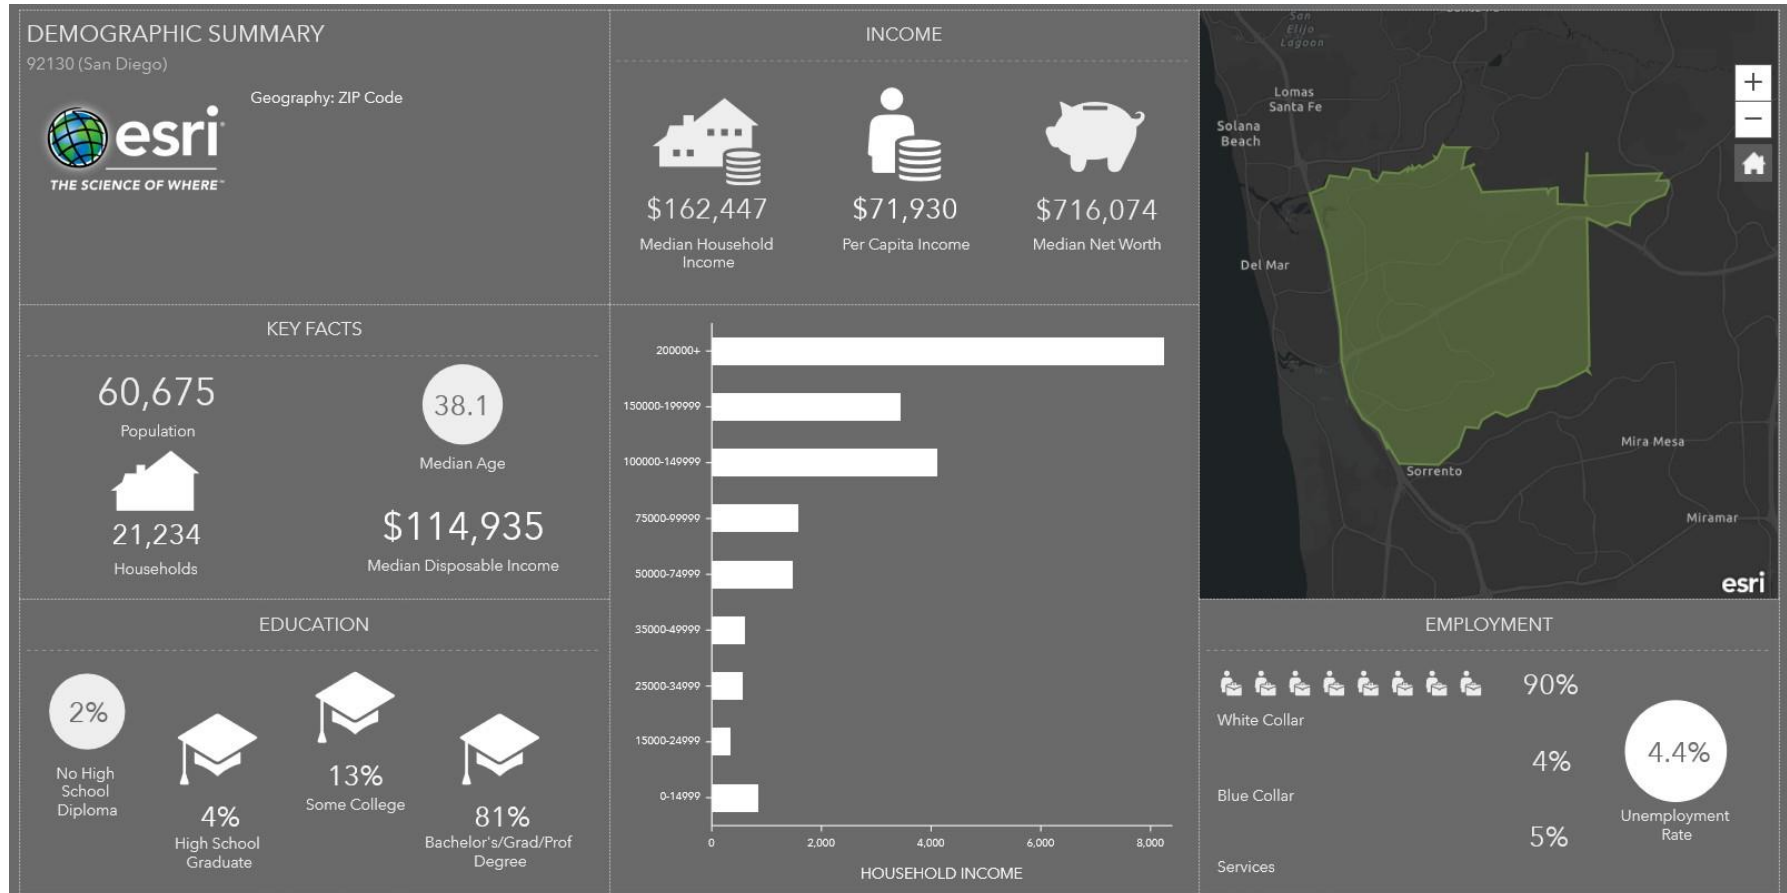 DEMOGRAPHIC SUMMARY
92130 (San Diego)
Geography: ZIP Code
esri
THE SCIENCE OF WHERE™
INCOME
$162,447
Median Household
Income
$71,930
Per Capita Income
$716,074
Median Net Worth
KEY FACTS
60,675
Population
38.1
Median Age
21,234
Households
$114,935
Median Disposable Income
200000+
150000-199999
100000-149999
75000-99999
50000-74999
35000-49999
25000-34999
15000-24999
0-14999
0
2,000
4,000
6,000
8,000
HOUSEHOLD INCOME
San
Elijo
Lagoon
Lomas
Santa Fe
Solana
Beach
Del Mar
Mira Mesa
Sorrento
Miramar
+
−
esri
EDUCATION
2%
No High
School
Diploma
4%
High School
Graduate
13%
Some College
81%
Bachelor's/Grad/Prof
Degree
EMPLOYMENT
90%
White Collar
4%
Blue Collar
5%
Services
4.4%
Unemployment
Rate